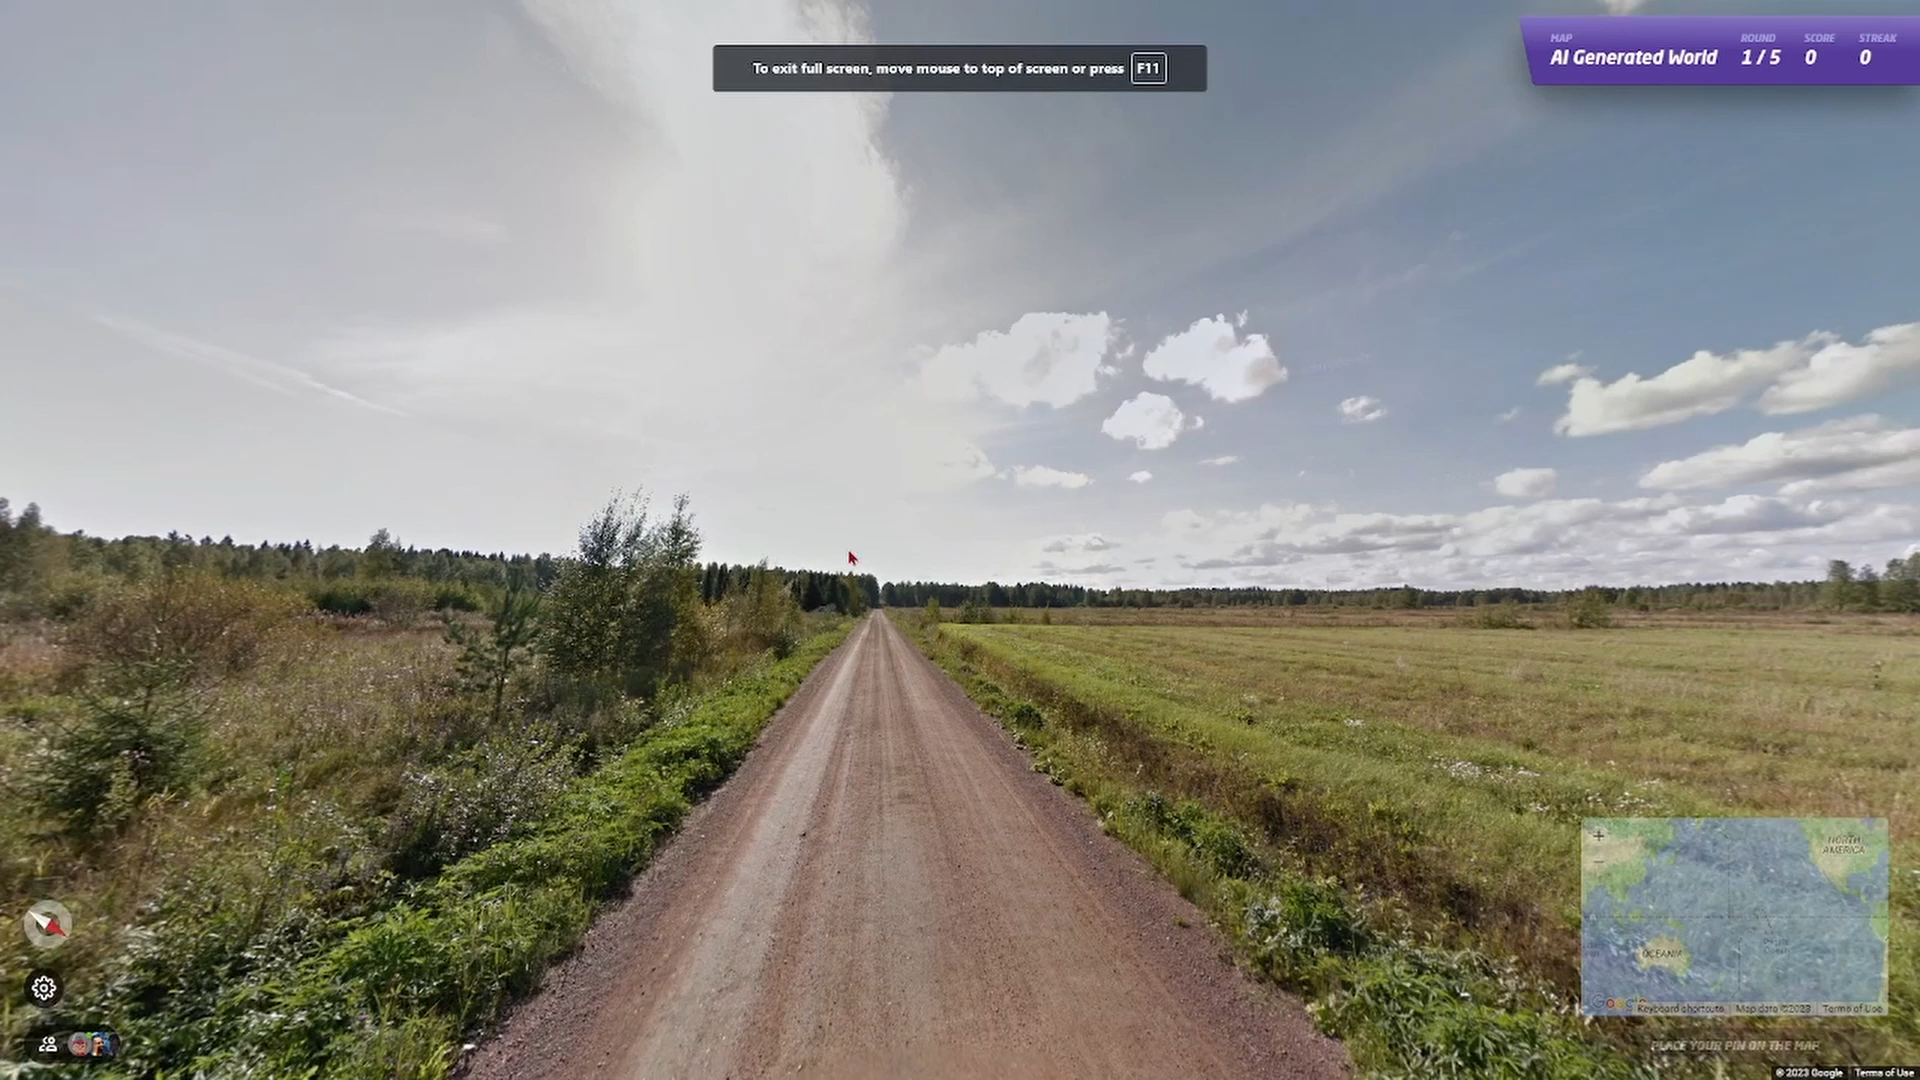 To exit full screen, move mouse to top of screen or press F11
MAP
AI Generated World
ROUND
1 / 5
SCORE
0
STREAK
0
NORTH
AMERICA
OCEANIA
Google
Keyboard shortcuts
Map data ©2023
Terms of Use
PLACE YOUR PIN ON THE MAP
© 2023 Google
Terms of Use